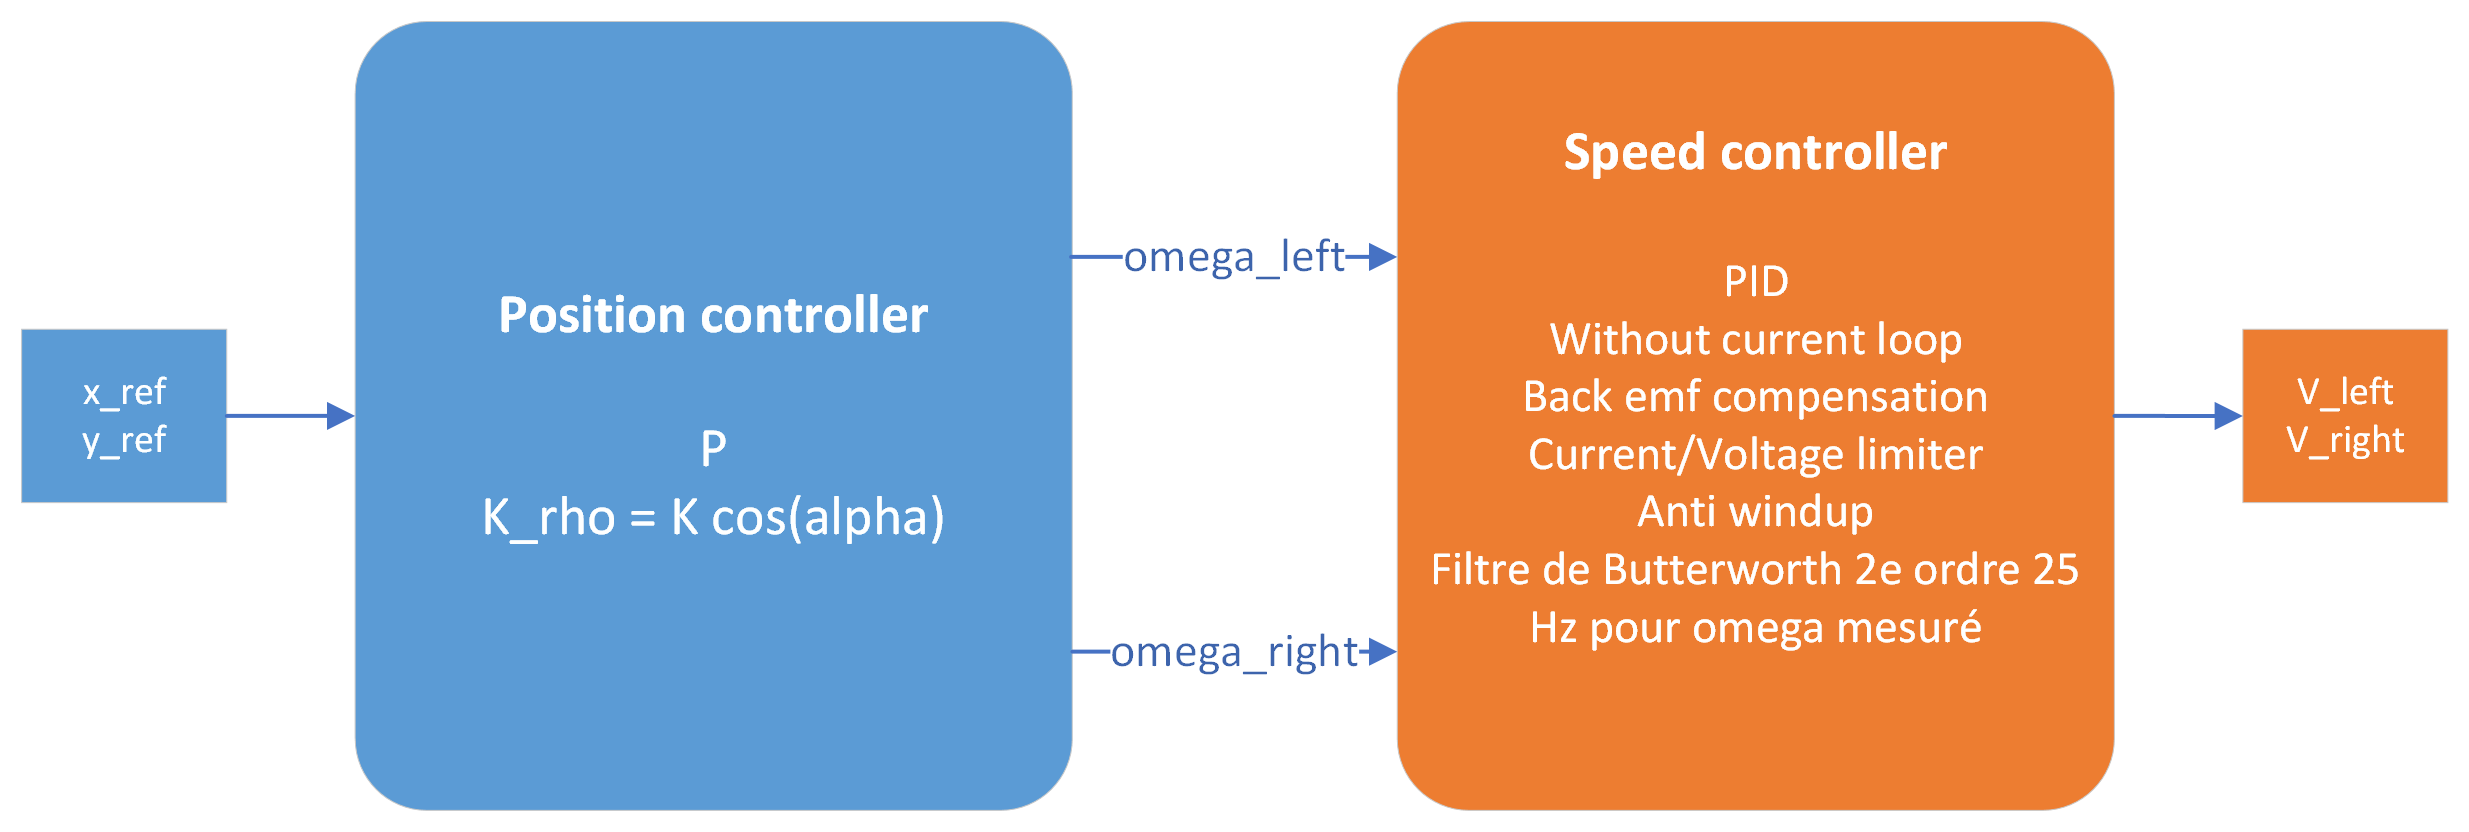 x_ref
y_ref
Position controller
P
K_rho = K cos(alpha)
omega_left
omega_right
Speed controller
PID
Without current loop
Back emf compensation
Current/Voltage limiter
Anti windup
Filtre de Butterworth 2e ordre 25
Hz pour omega mesuré
V_left
V_right